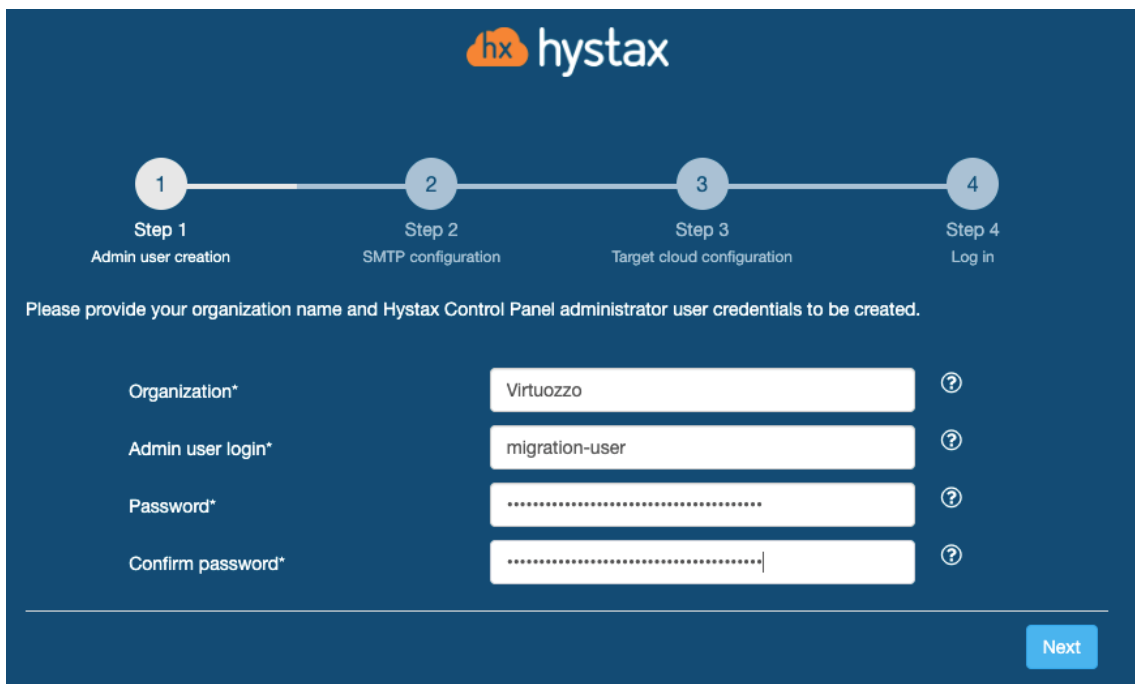 hx hystax
1 2 3 4
Step 1 Step 2 Step 3 Step 4
Admin user creation SMTP configuration Target cloud configuration Log in
Please provide your organization name and Hystax Control Panel administrator user credentials to be created.
Organization* Virtuozzo ?
Admin user login* migration-user ?
Password* ••••••••••••••••••••••••••••••••••••••• ?
Confirm password* ••••••••••••••••••••••••••••••••••••••• ?
Next